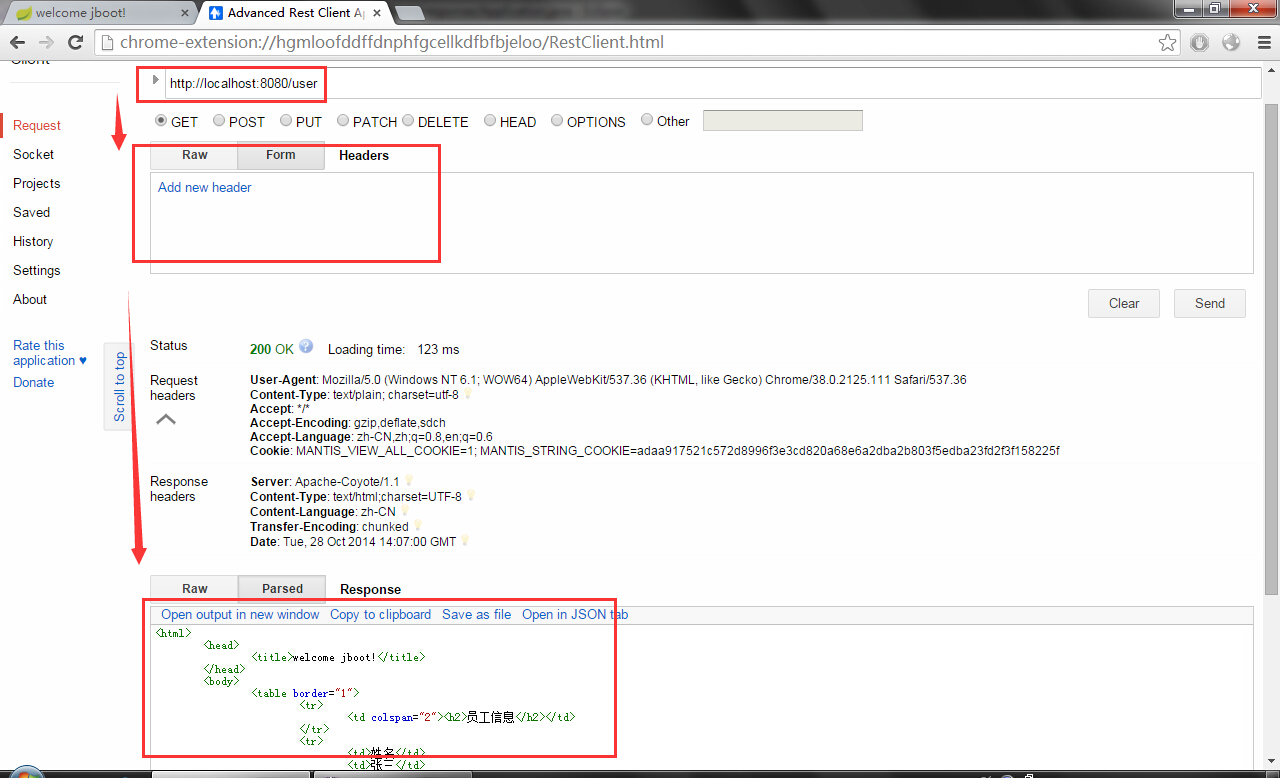 welcome jboot!
Advanced Rest Client A
chrome-extension://hgmloofddffdnphfgcellkdfbfbjeloo/RestClient.html
Client
http://localhost:8080/user
GET POST PUT PATCH DELETE HEAD OPTIONS Other
Request
Socket
Projects
Saved
History
Settings
About
Rate this
application ♥
Donate
Scroll to top
Raw Form Headers
Add new header
Clear Send
Status 200 OK Loading time: 123 ms
Request
headers
User-Agent: Mozilla/5.0 (Windows NT 6.1; WOW64) AppleWebKit/537.36 (KHTML, like Gecko) Chrome/38.0.2125.111 Safari/537.36
Content-Type: text/plain; charset=utf-8
Accept: */*
Accept-Encoding: gzip,deflate,sdch
Accept-Language: zh-CN,zh;q=0.8,en;q=0.6
Cookie: MANTIS_VIEW_ALL_COOKIE=1; MANTIS_STRING_COOKIE=adaa917521c572d8996f3e3cd820a68e6a2dba2b803f5edba23fd2f3f158225f
Response
headers
Server: Apache-Coyote/1.1
Content-Type: text/html;charset=UTF-8
Content-Language: zh-CN
Transfer-Encoding: chunked
Date: Tue, 28 Oct 2014 14:07:00 GMT
Raw Parsed Response
Open output in new window Copy to clipboard Save as file Open in JSON tab
<html>
<head>
<title>welcome jboot!</title>
</head>
<body>
<table border="1">
<tr>
<td colspan="2"><h2>员工信息</h2></td>
</tr>
<tr>
<td>姓名</td>
<td>张三</td>